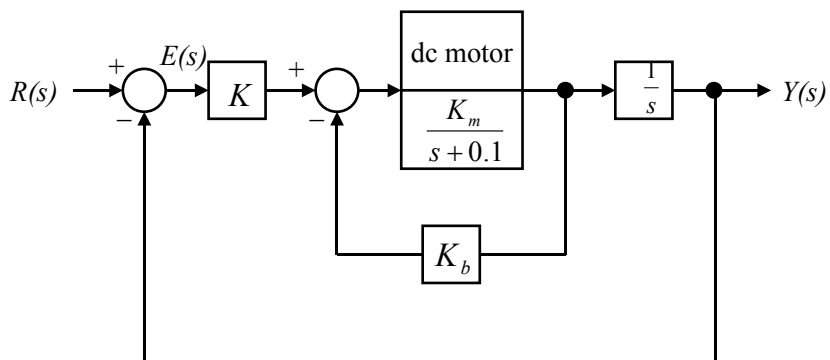 R(s)
+
−
E(s)
K
+
−
dc motor
K_m
s + 0.1
1
s
Y(s)
K_b